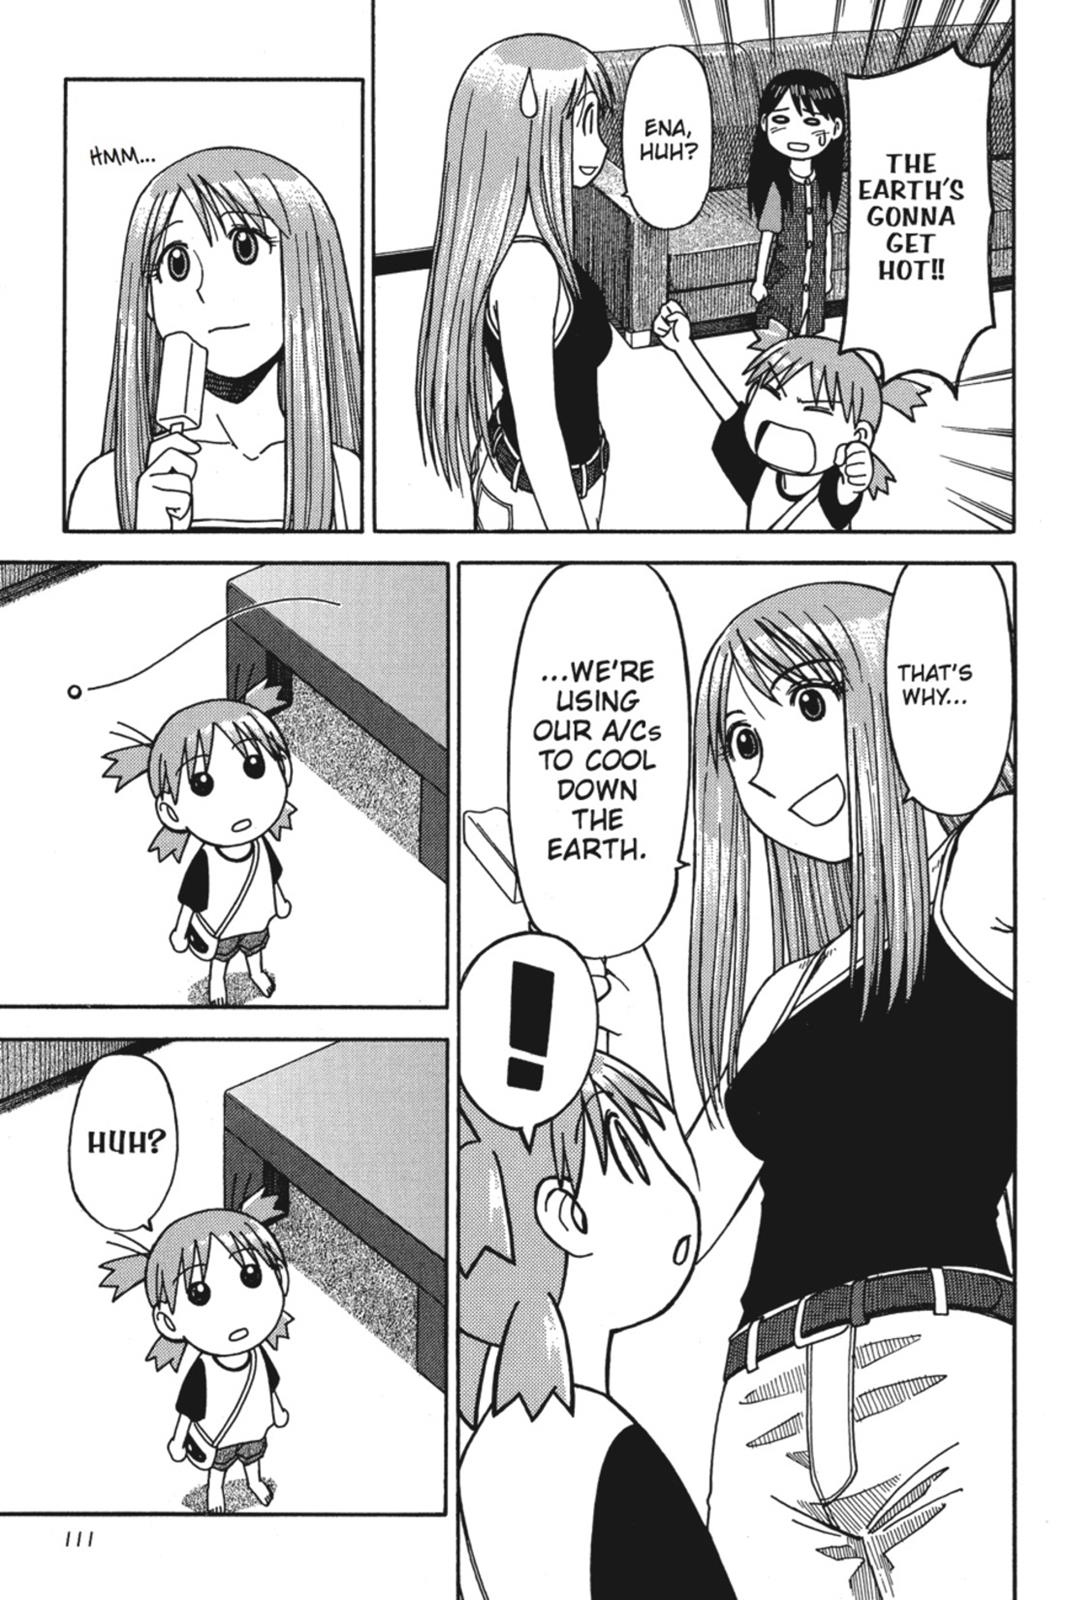 THE
EARTH'S
GONNA
GET
HOT!!
ENA,
HUH?
HMM...
THAT'S
WHY...
...WE'RE
USING
OUR A/Cs
TO COOL
DOWN
THE
EARTH.
!
HUH?
111